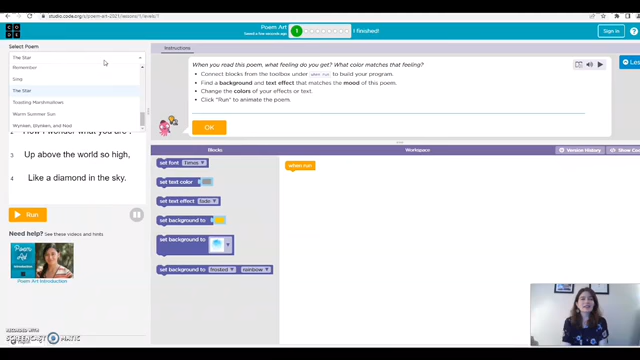 studio.code.org/s/poem-art-2021/lessons/1/levels/1
C O
D E
Poem Art
1
I finished!
Sign in
Select Poem
The Star
Remember
Sing
The Star
Toasting Marshmallows
Warm Summer Sun
Wynken, Blynken, and Nod
2 How I wonder what you are !
3 Up above the world so high,
4 Like a diamond in the sky.
Run
Need help? See these videos and hints
Poem Art
Poem Art Introduction
RECORDED WITH
SCREENCAST MATIC
Instructions
When you read this poem, what feeling do you get? What color matches that feeling?
• Connect blocks from the toolbox under when run to build your program.
• Find a background and text effect that matches the mood of this poem.
• Change the colors of your effects or text.
• Click "Run" to animate the poem.
OK
Les
Blocks
Workspace
Version History
Show Co
set font Times
set text color
set text effect fade
set background to
set background to
set background to frosted rainbow
when run